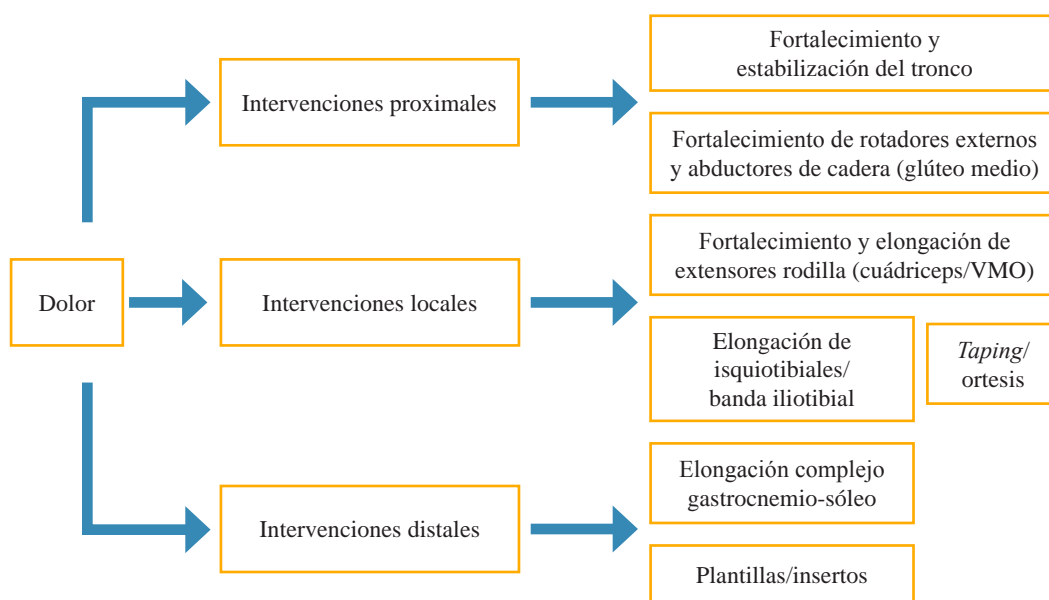 Fortalecimiento y
estabilización del tronco
Intervenciones proximales
Fortalecimiento de rotadores externos
y abductores de cadera (glúteo medio)
Dolor
Intervenciones locales
Fortalecimiento y elongación de
extensores rodilla (cuádriceps/VMO)
Elongación de
isquiotibiales/
banda iliotibial
Taping/
ortesis
Intervenciones distales
Elongación complejo
gastrocnemio-sóleo
Plantillas/insertos